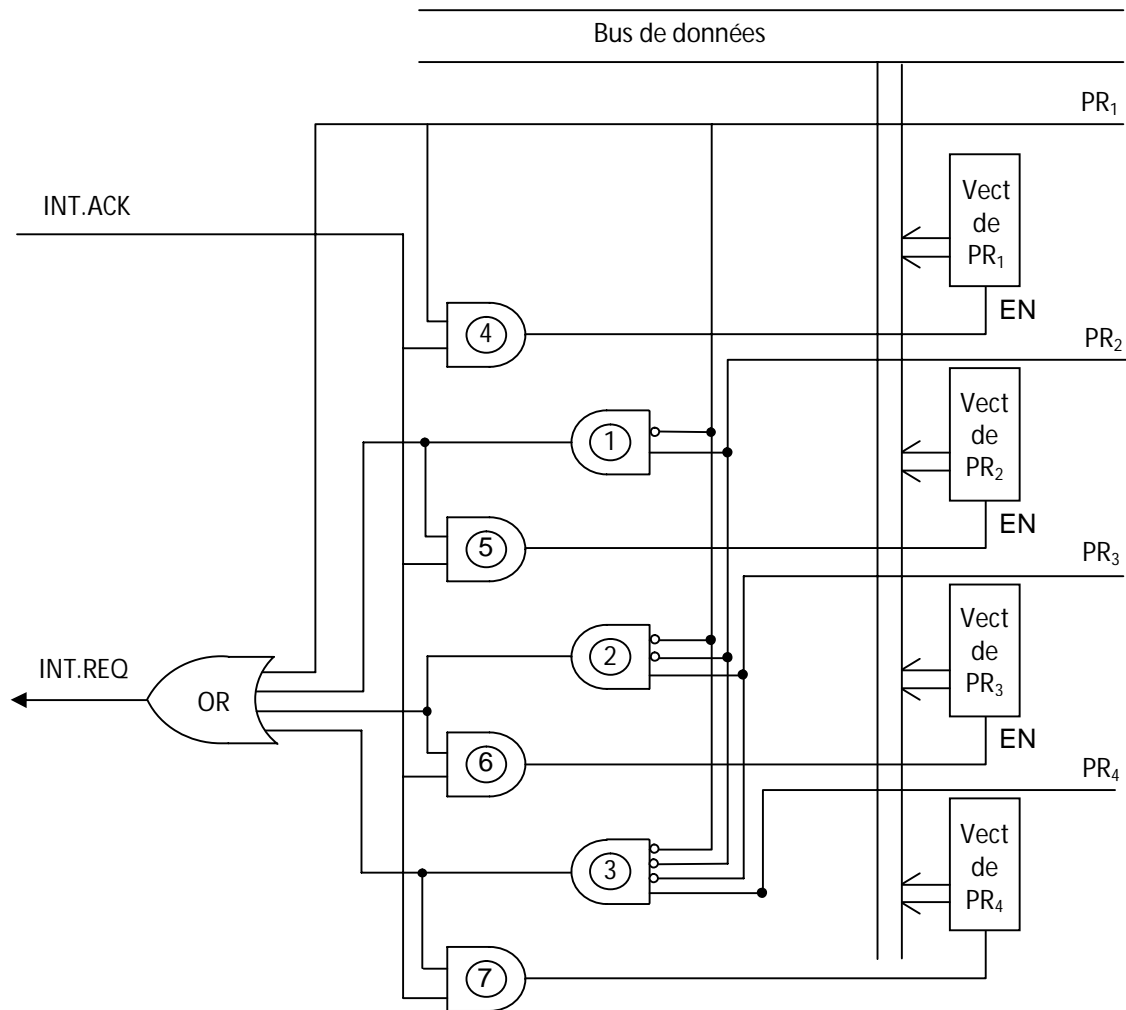 Bus de données
PR₁
INT.ACK
Vect
de
PR₁
EN
4
PR₂
Vect
de
PR₂
1
EN
5
PR₃
Vect
de
PR₃
2
INT.REQ
OR
EN
6
PR₄
Vect
de
PR₄
3
7